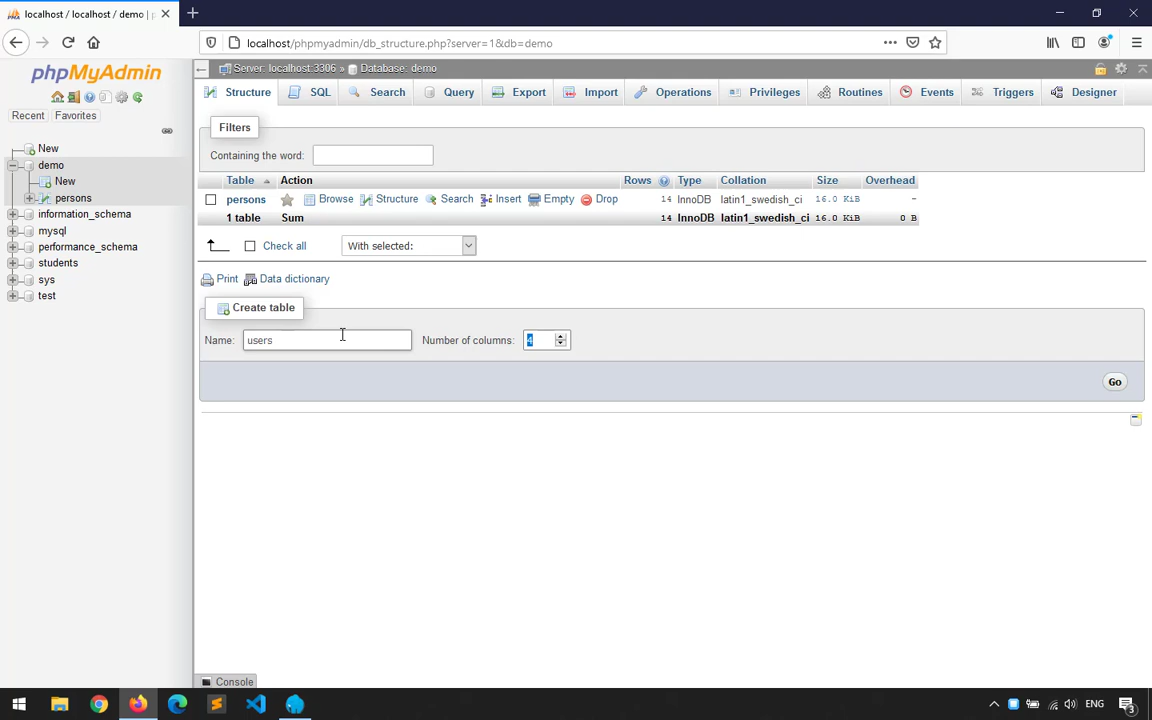 localhost / localhost / demo | p
localhost/phpmyadmin/db_structure.php?server=1&db=demo
phpMyAdmin
Recent Favorites
New
demo
New
persons
information_schema
mysql
performance_schema
students
sys
test
Server: localhost:3306 » Database: demo
Structure SQL Search Query Export Import Operations Privileges Routines Events Triggers Designer
Filters
Containing the word:
Table Action Rows Type Collation Size Overhead
persons Browse Structure Search Insert Empty Drop 14 InnoDB latin1_swedish_ci 16.0 KiB -
1 table Sum 14 InnoDB latin1_swedish_ci 16.0 KiB 0 B
Check all With selected:
Print Data dictionary
Create table
Name: users Number of columns: 4
Go
Console
ENG 3